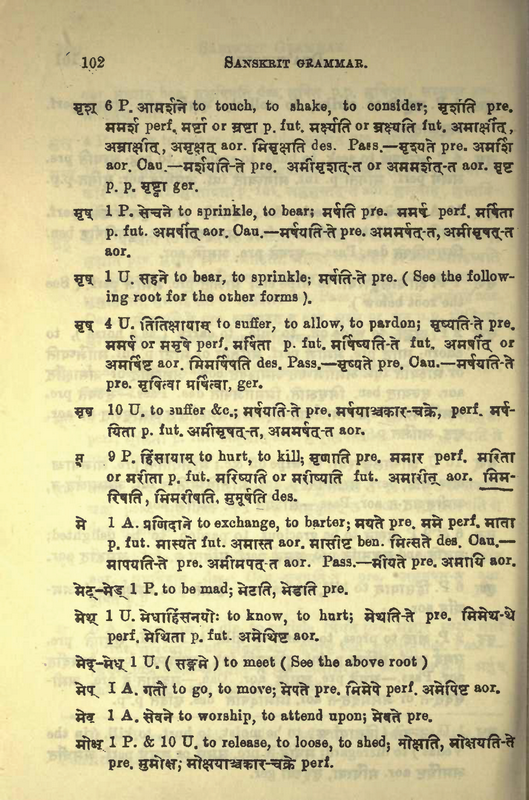 102 SANSKRIT GRAMMAR.
मृश् 6 P. आमर्शने to touch, to shake, to consider; मृशति pre.
ममर्श perf. मर्ष्टा or म्रष्टा p. fut. मर्क्ष्यति or म्रक्ष्यति fut. अमार्क्षीत्,
अम्राक्षीत्, अमृक्षत् aor. मिमृक्षति des. Pass.—मृश्यते pre. अमर्शि
aor. Cau.—मर्शयति-ते pre. अमीमृशत्-त or अममर्शत्-त aor. मृष्ट
p. p. मृष्ट्वा ger.
मृष् 1 P. सेचने to sprinkle, to bear; मर्षति pre. ममर्ष perf. मर्षिता
p. fut. अमर्षीत् aor. Cau.—मर्षयति-ते pre. अममर्षत्-त, अमीमृषत्-त
aor.
मृष् 1 U. सहने to bear, to sprinkle; मर्षति-ते pre. ( See the follow-
ing root for the other forms ).
मृष् 4 U. तितिक्षायाम् to suffer, to allow, to pardon; मृष्यति-ते pre.
ममर्ष or ममृषे perf. मर्षिता p. fut. मर्षिष्यति-ते fut. अमर्षीत् or
अमर्षिष्ट aor. मिमर्षिषति des. Pass.—मृष्यते pre. Cau.—मर्षयति-ते
pre. मृषित्वा मर्षित्वा, ger.
मृष 10 U. to suffer &c.; मर्षयति-ते pre. मर्षयाञ्चकार-चक्रे, perf. मर्ष-
यिता p. fut. अमीमृषत्-त, अममर्षत्-त aor.
मॄ 9 P. हिंसायाम् to hurt, to kill; मृणाति pre. ममार perf. मरिता
or मरीता p. fut. मरिष्यति or मरीष्यति fut. अमारीत् aor. मिम-
रिषति, मिमरीषति, मुमूर्षति des.
मे 1 A. प्रणिदाने to exchange, to barter; मयते pre. ममे perf. माता
p. fut. मास्यते fut. अमास्त aor. मासीष्ट ben. मित्सते des. Cau.—
मापयति-ते pre. अमीमपत्-त aor. Pass.—मीयते pre. अमायि aor.
मेट्-मेड् 1 P. to be mad; मेटति, मेडति pre.
मेथ् 1 U. मेधाहिंसनयोः to know, to hurt; मेथति-ते pre. मिमेथ-थे
perf. मेथिता p. fut. अमेथिष्ट aor.
मेद्-मेध् 1 U. ( सङ्गमे ) to meet ( See the above root )
मेप् I A. गतौ to go, to move; मेपते pre. मिमेपे perf. अमेपिष्ट aor.
मेव 1 A. सेवने to worship, to attend upon; मेवते pre.
मोक्ष् 1 P. & 10 U. to release, to loose, to shed; मोक्षति, मोक्षयति-ते
pre. मुमोक्ष; मोक्षयाञ्चकार-चक्रे perf.